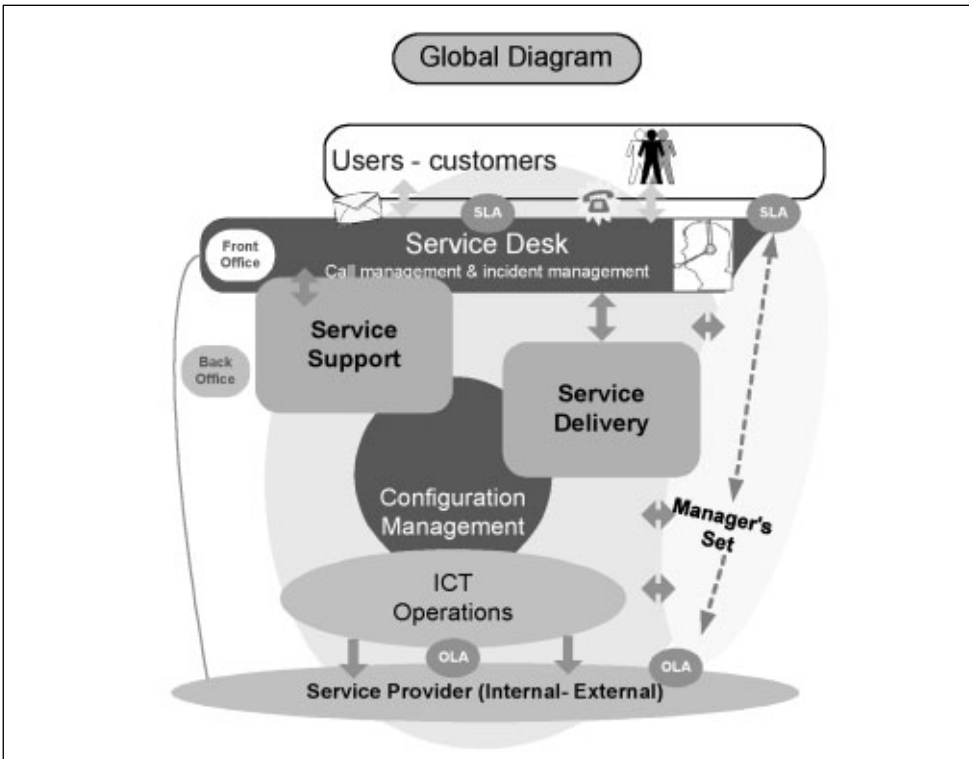 Global Diagram
Users - customers
SLA
SLA
Front
Office
Service Desk
Call management & incident management
Service
Support
Back
Office
Service
Delivery
Configuration
Management
Manager's
Set
ICT
Operations
OLA
OLA
Service Provider (Internal- External)